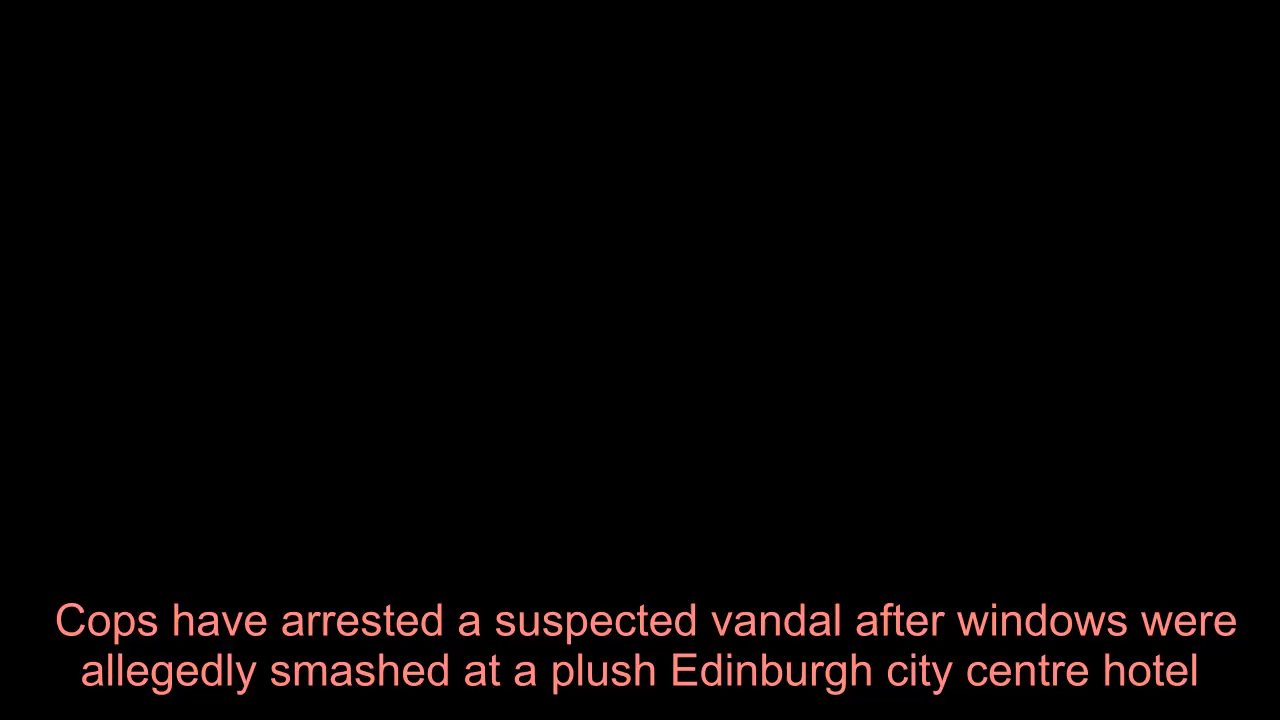 Cops have arrested a suspected vandal after windows were
allegedly smashed at a plush Edinburgh city centre hotel